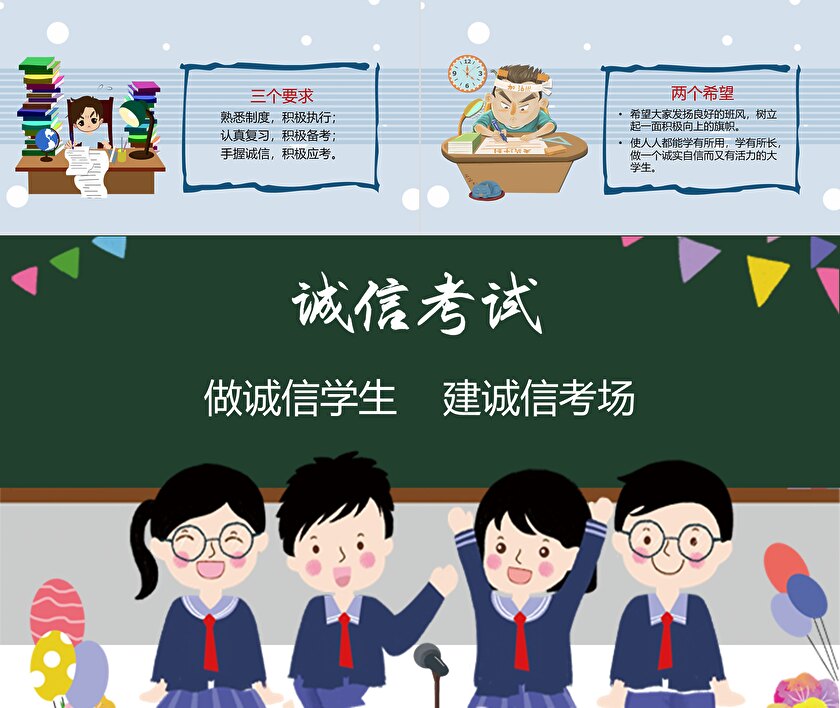 三个要求
熟悉制度，积极执行；
认真复习，积极备考；
手握诚信，积极应考。
两个希望
• 希望大家发扬良好的班风，树立
起一面积极向上的旗帜。
• 使人人都能学有所用，学有所长，
做一个诚实自信而又有活力的大
学生。
诚信考试
做诚信学生 建诚信考场